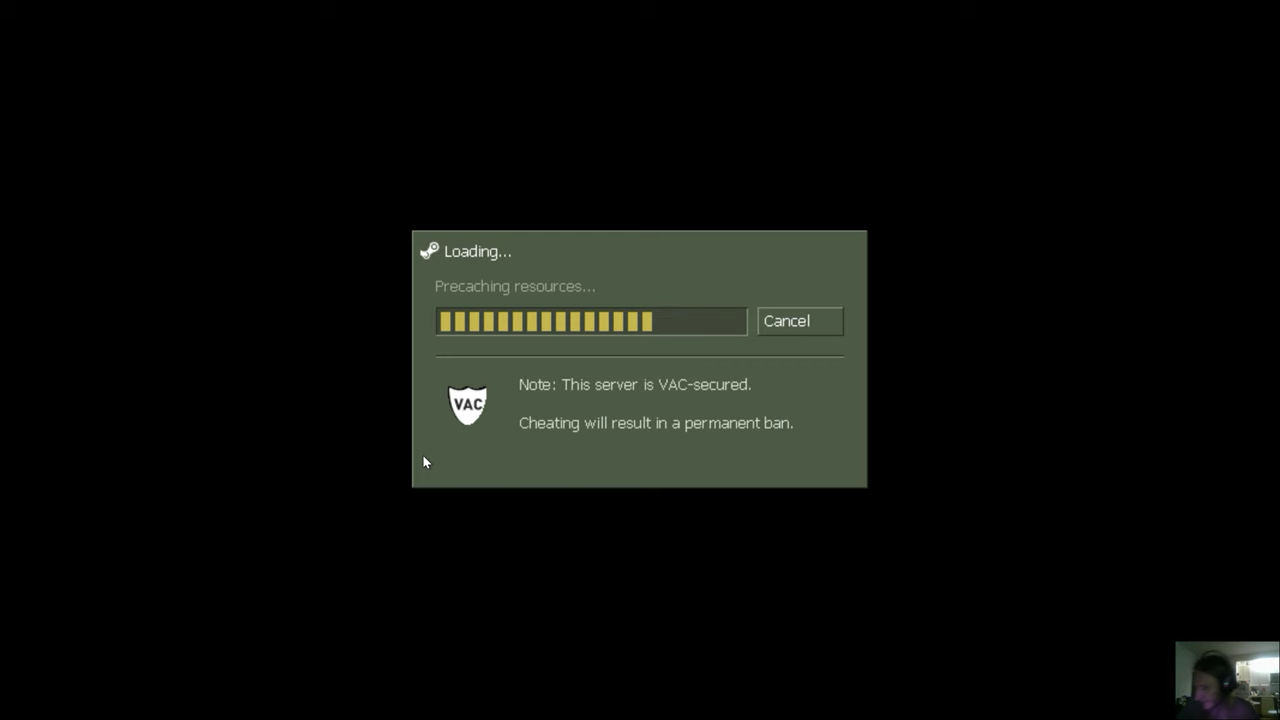 Loading...
Precaching resources...
Cancel
Note: This server is VAC-secured.
VAC
Cheating will result in a permanent ban.